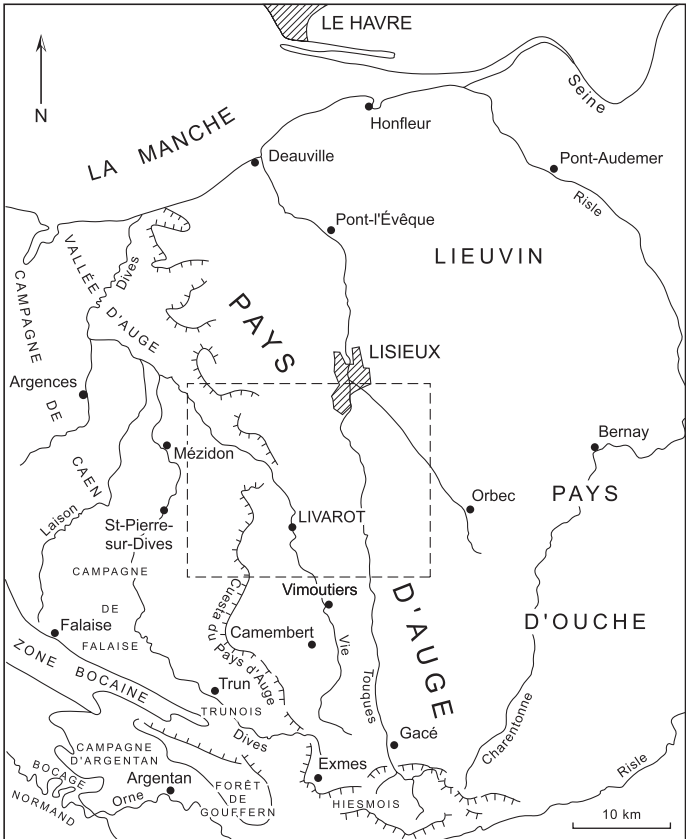 LE HAVRE
Seine
N
Honfleur
LA MANCHE
Deauville
Pont-Audemer
Risle
Pont-l'Évêque
LIEUVIN
VALLÉE
D'AUGE
Dives
CAMPAGNE
DE
CAEN
PAYS
D'AUGE
LISIEUX
Argences
Mézidon
Bernay
Orbec
PAYS
D'OUCHE
Laison
St-Pierre-
sur-Dives
LIVAROT
CAMPAGNE
DE
FALAISE
Vimoutiers
Cuesta du
Pays d'Auge
Falaise
Camembert
Vie
ZONE BOCAINE
Trun
TRUNOIS
Touques
Charentonne
Dives
Gacé
CAMPAGNE
D'ARGENTAN
BOCAGE
NORMAND
Argentan
Orne
FORÊT
DE
GOUFFERN
Exmes
HIESMOIS
Risle
10 km